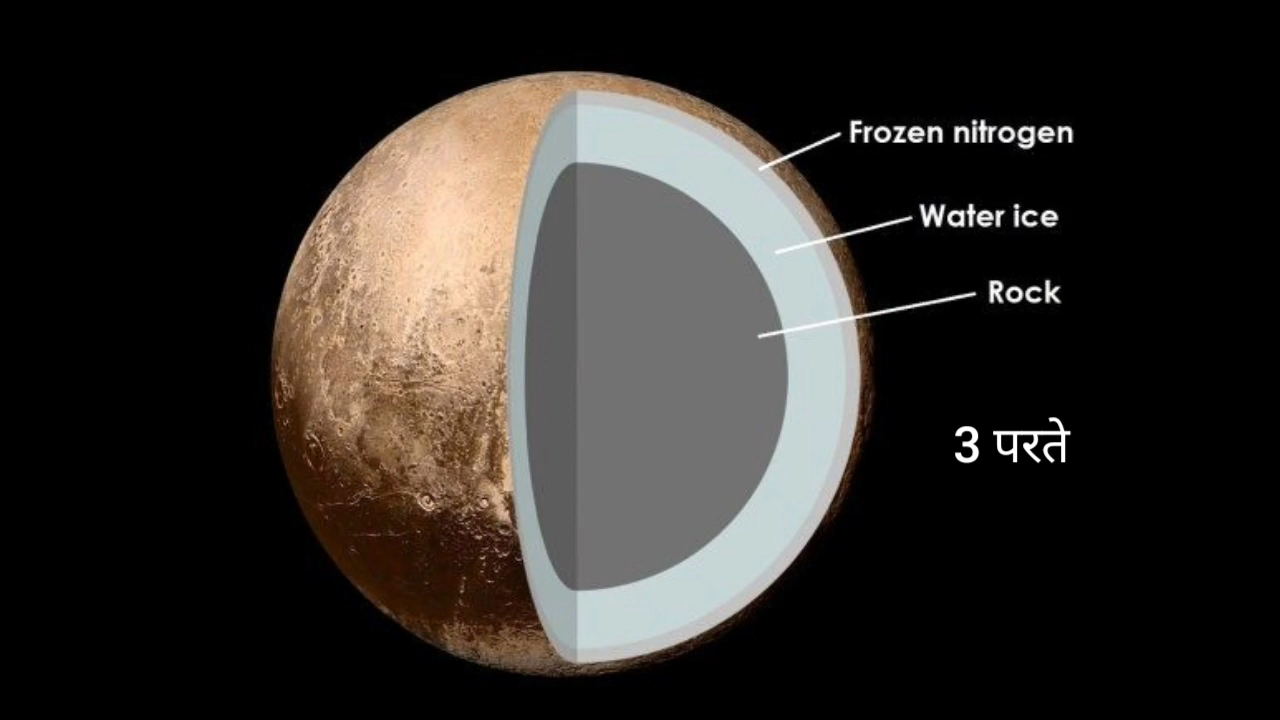 Frozen nitrogen
Water ice
Rock
3 परते